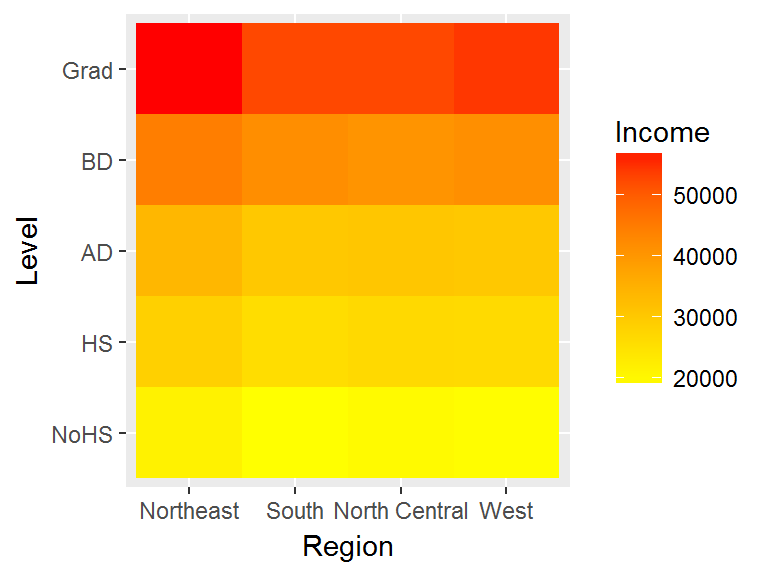 Grad
BD
AD
HS
NoHS
Level
Northeast South North Central West
Region
Income
50000
40000
30000
20000